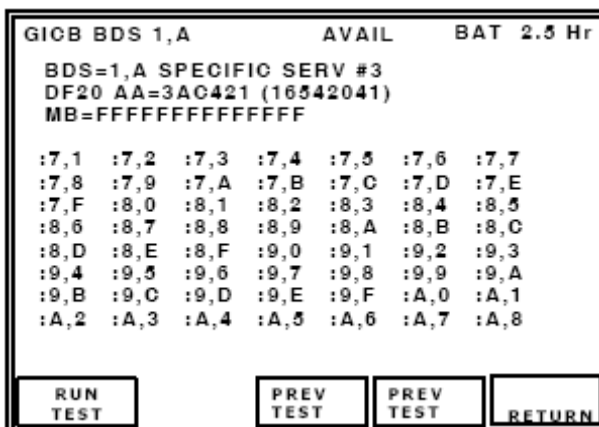 GICB BDS 1,A AVAIL BAT 2.5 Hr
BDS=1,A SPECIFIC SERV #3
DF20 AA=3AC421 (16542041)
MB=FFFFFFFFFFFFFF
:7,1 :7,2 :7,3 :7,4 :7,5 :7,6 :7,7
:7,8 :7,9 :7,A :7,B :7,C :7,D :7,E
:7,F :8,0 :8,1 :8,2 :8,3 :8,4 :8,5
:8,6 :8,7 :8,8 :8,9 :8,A :8,B :8,C
:8,D :8,E :8,F :9,0 :9,1 :9,2 :9,3
:9,4 :9,5 :9,6 :9,7 :9,8 :9,9 :9,A
:9,B :9,C :9,D :9,E :9,F :A,0 :A,1
:A,2 :A,3 :A,4 :A,5 :A,6 :A,7 :A,8
RUN PREV PREV
TEST TEST TEST RETURN